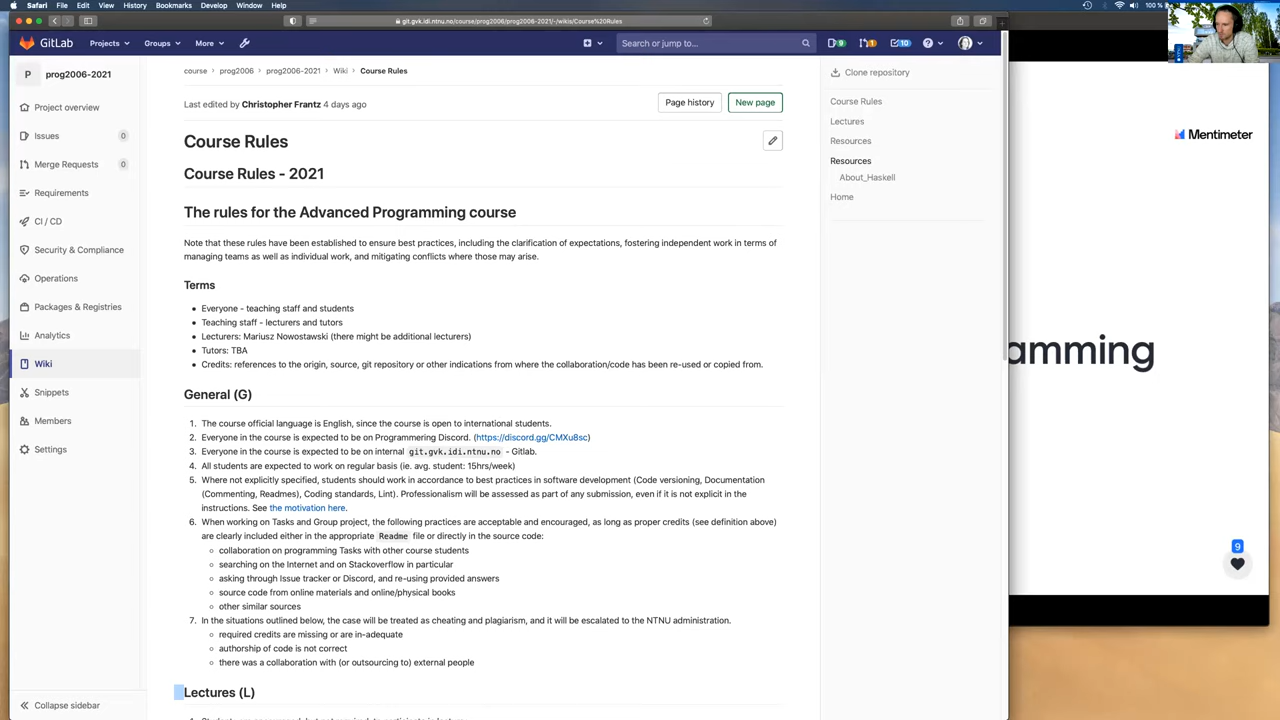 Safari File Edit View History Bookmarks Develop Window Help
100 %
git.gvk.idi.ntnu.no/course/prog2006/prog2006-2021/-/wikis/Course%20Rules
GitLab Projects Groups More Search or jump to... 9 1 10
P prog2006-2021
Project overview
Issues 0
Merge Requests 0
Requirements
CI / CD
Security & Compliance
Operations
Packages & Registries
Analytics
Wiki
Snippets
Members
Settings
Collapse sidebar
course › prog2006 › prog2006-2021 › Wiki › Course Rules
Last edited by Christopher Frantz 4 days ago
Page history New page
Course Rules
Course Rules - 2021
The rules for the Advanced Programming course
Note that these rules have been established to ensure best practices, including the clarification of expectations, fostering independent work in terms of
managing teams as well as individual work, and mitigating conflicts where those may arise.
Terms
• Everyone - teaching staff and students
• Teaching staff - lecturers and tutors
• Lecturers: Mariusz Nowostawski (there might be additional lecturers)
• Tutors: TBA
• Credits: references to the origin, source, git repository or other indications from where the collaboration/code has been re-used or copied from.
General (G)
1. The course official language is English, since the course is open to international students.
2. Everyone in the course is expected to be on Programmering Discord. (https://discord.gg/CMXu8sc)
3. Everyone in the course is expected to be on internal git.gvk.idi.ntnu.no - Gitlab.
4. All students are expected to work on regular basis (ie. avg. student: 15hrs/week)
5. Where not explicitly specified, students should work in accordance to best practices in software development (Code versioning, Documentation
(Commenting, Readmes), Coding standards, Lint). Professionalism will be assessed as part of any submission, even if it is not explicit in the
instructions. See the motivation here.
6. When working on Tasks and Group project, the following practices are acceptable and encouraged, as long as proper credits (see definition above)
are clearly included either in the appropriate Readme file or directly in the source code:
◦ collaboration on programming Tasks with other course students
◦ searching on the Internet and on Stackoverflow in particular
◦ asking through Issue tracker or Discord, and re-using provided answers
◦ source code from online materials and online/physical books
◦ other similar sources
7. In the situations outlined below, the case will be treated as cheating and plagiarism, and it will be escalated to the NTNU administration.
◦ required credits are missing or are in-adequate
◦ authorship of code is not correct
◦ there was a collaboration with (or outsourcing to) external people
Lectures (L)
Clone repository
Course Rules
Lectures
Resources
Resources
About_Haskell
Home
Mentimeter
amming
9